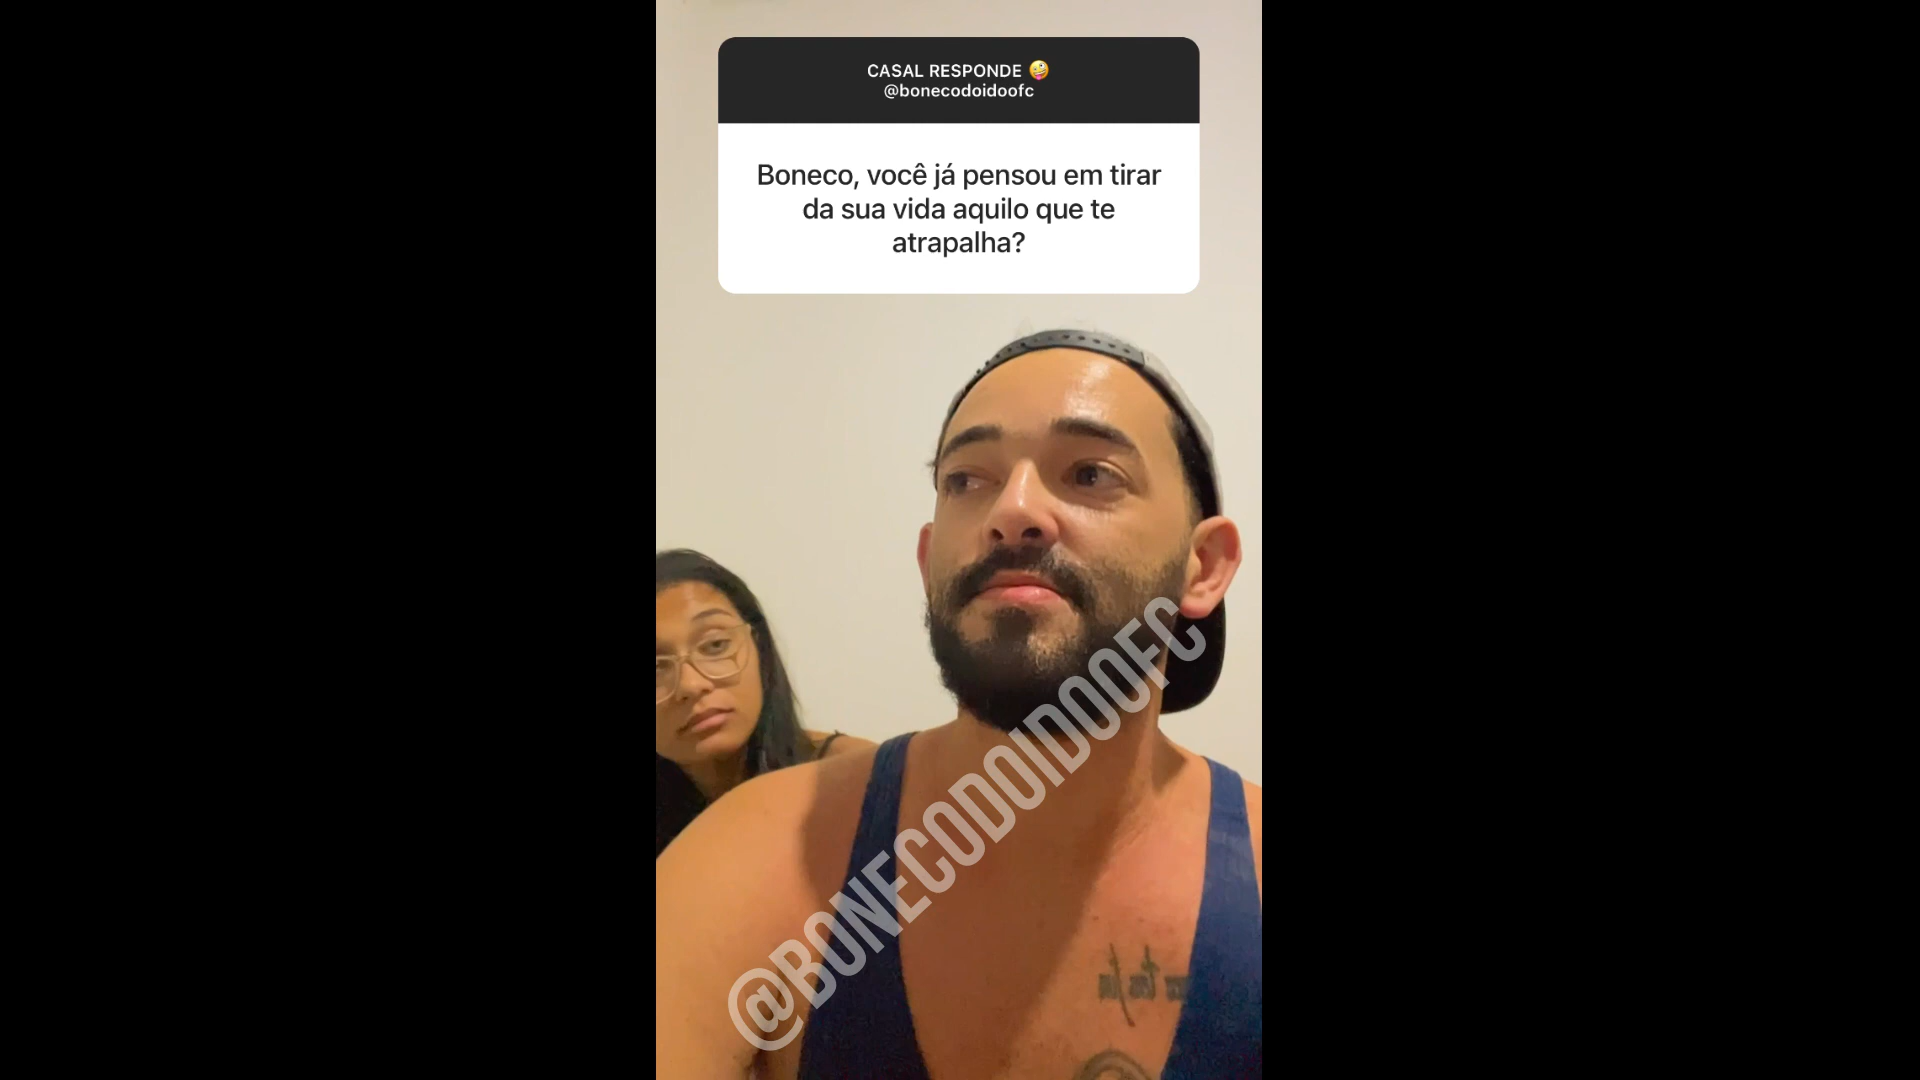 CASAL RESPONDE 🤪
@bonecodoidoofc
Boneco, você já pensou em tirar
da sua vida aquilo que te
atrapalha?
@BONECODOIDOOFC